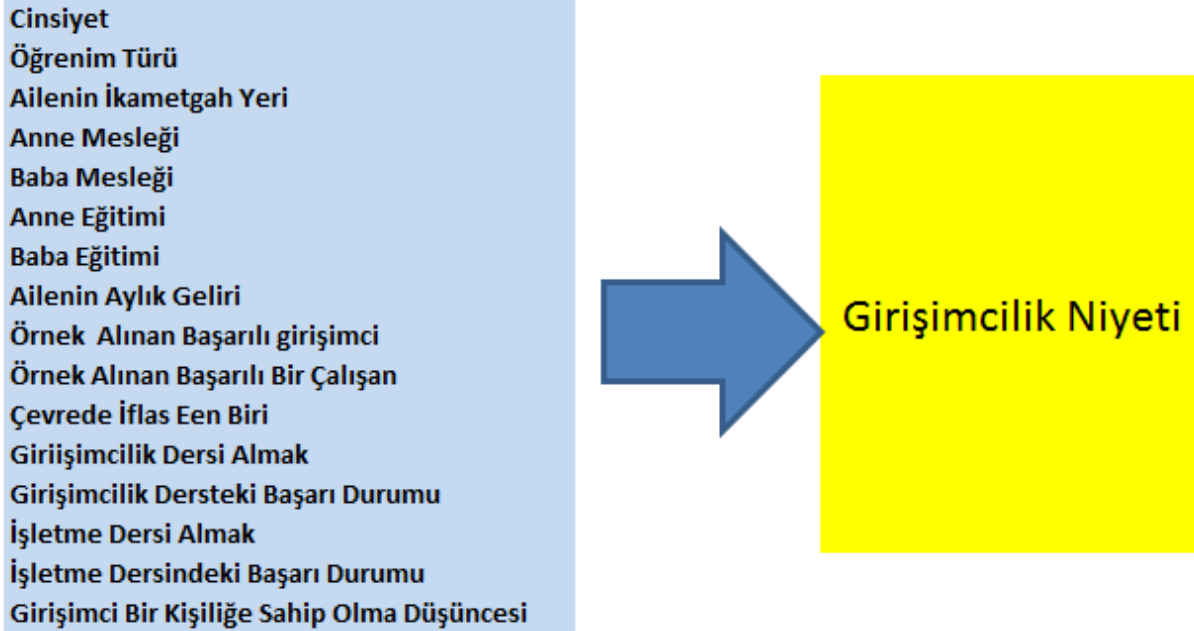 Cinsiyet
Öğrenim Türü
Ailenin İkametgah Yeri
Anne Mesleği
Baba Mesleği
Anne Eğitimi
Baba Eğitimi
Ailenin Aylık Geliri
Örnek  Alınan Başarılı girişimci
Örnek Alınan Başarılı Bir Çalışan
Çevrede İflas Een Biri
Giriişimcilik Dersi Almak
Girişimcilik Dersteki Başarı Durumu
İşletme Dersi Almak
İşletme Dersindeki Başarı Durumu
Girişimci Bir Kişiliğe Sahip Olma Düşüncesi
Girişimcilik Niyeti